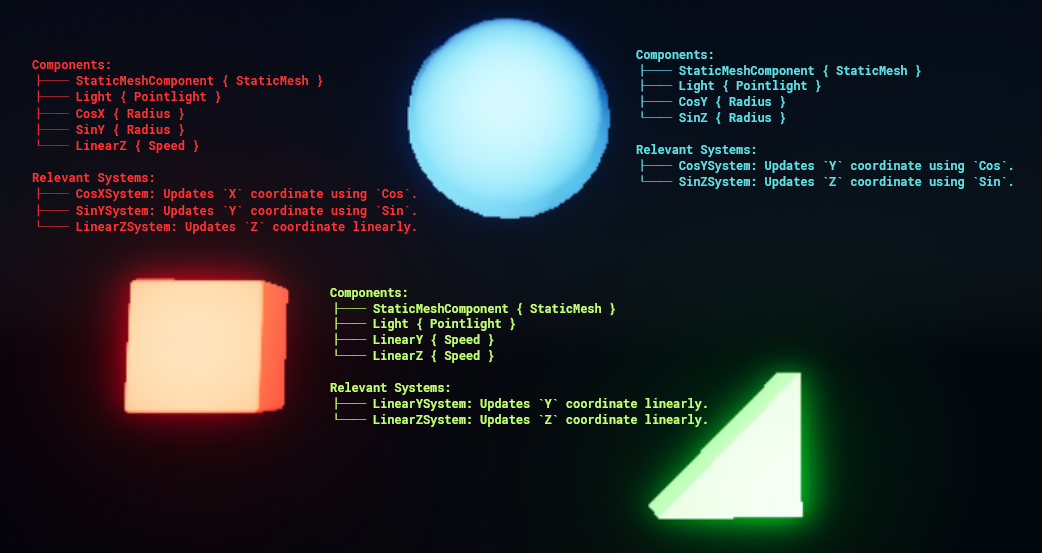 Components:
├── StaticMeshComponent { StaticMesh }
├── Light { Pointlight }
├── CosX { Radius }
├── SinY { Radius }
└── LinearZ { Speed }
Relevant Systems:
├── CosXSystem: Updates `X` coordinate using `Cos`.
├── SinYSystem: Updates `Y` coordinate using `Sin`.
└── LinearZSystem: Updates `Z` coordinate linearly.
Components:
├── StaticMeshComponent { StaticMesh }
├── Light { Pointlight }
├── CosY { Radius }
└── SinZ { Radius }
Relevant Systems:
├── CosYSystem: Updates `Y` coordinate using `Cos`.
└── SinZSystem: Updates `Z` coordinate using `Sin`.
Components:
├── StaticMeshComponent { StaticMesh }
├── Light { Pointlight }
├── LinearY { Speed }
└── LinearZ { Speed }
Relevant Systems:
├── LinearYSystem: Updates `Y` coordinate linearly.
└── LinearZSystem: Updates `Z` coordinate linearly.